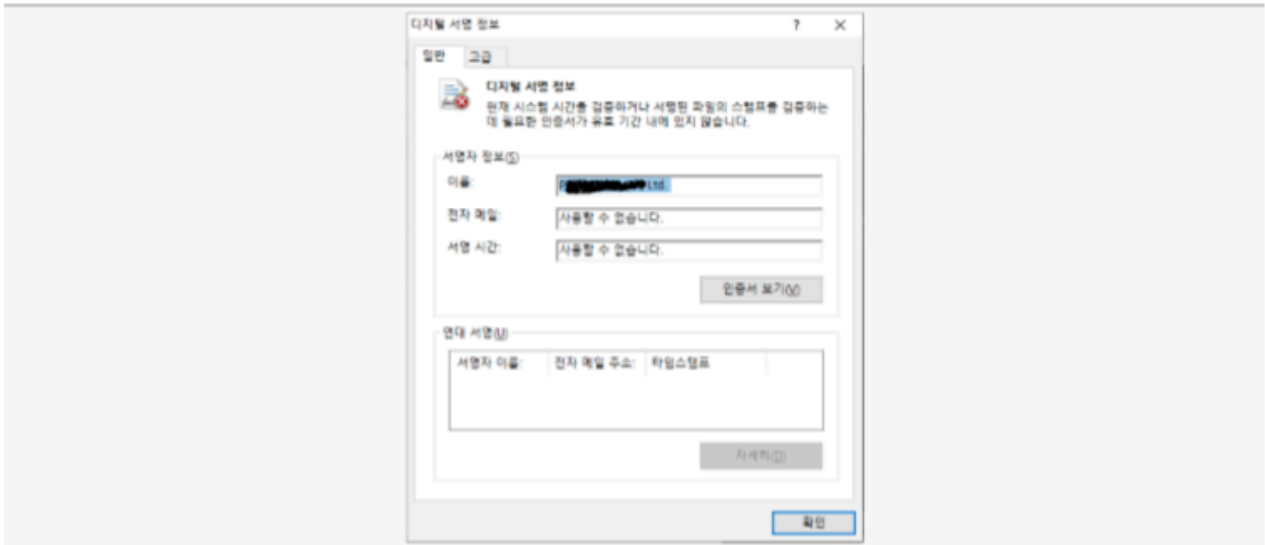 디지털 서명 정보 ?
일반 고급
디지털 서명 정보
현재 시스템 시간을 검증하거나 서명된 파일의 스탬프를 검증하는
데 필요한 인증서가 유효 기간 내에 있지 않습니다.
서명자 정보(S)
이름: Ltd.
전자 메일: 사용할 수 없습니다.
서명 시간: 사용할 수 없습니다.
인증서 보기(V)
연대 서명(U)
서명자 이름: 전자 메일 주소: 타임스탬프
자세히(D)
확인